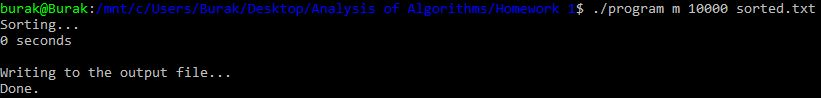 burak@Burak:/mnt/c/Users/Burak/Desktop/Analysis of Algorithms/Homework 1$ ./program m 10000 sorted.txt
Sorting...
0 seconds
Writing to the output file...
Done.